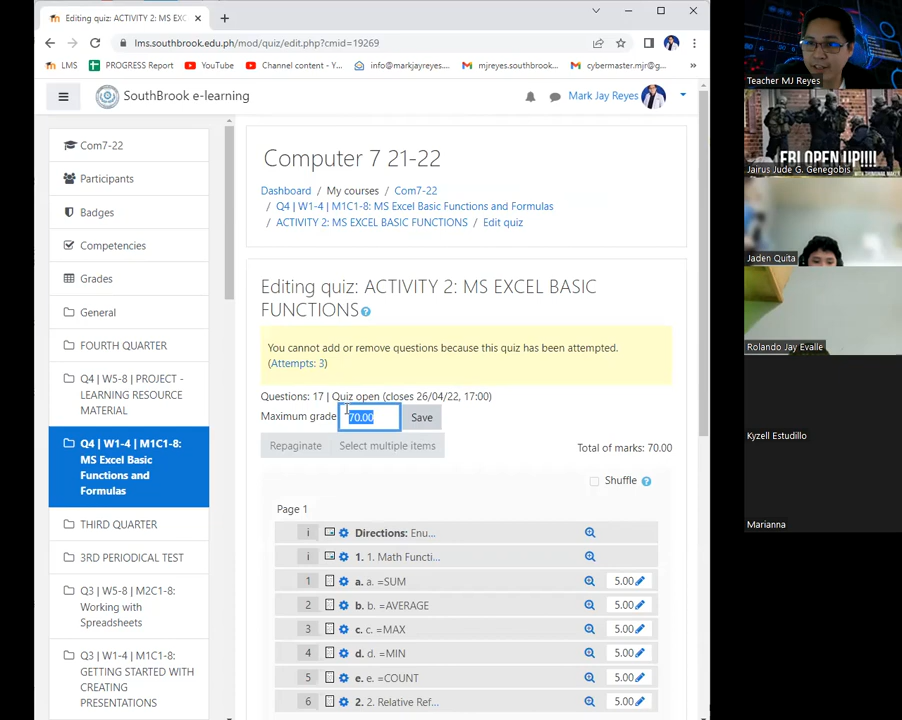 Editing quiz: ACTIVITY 2: MS EXC
lms.southbrook.edu.ph/mod/quiz/edit.php?cmid=19269
LMS
PROGRESS Report
YouTube
Channel content - Y...
info@markjayreyes....
mjreyes.southbrook...
cybermaster.mjr@g...
»
SouthBrook e-learning
Mark Jay Reyes
Com7-22
Participants
Badges
Competencies
Grades
General
FOURTH QUARTER
Q4 | W5-8 | PROJECT -
LEARNING RESOURCE
MATERIAL
Q4 | W1-4 | M1C1-8:
MS Excel Basic
Functions and
Formulas
THIRD QUARTER
3RD PERIODICAL TEST
Q3 | W5-8 | M2C1-8:
Working with
Spreadsheets
Q3 | W1-4 | M1C1-8:
GETTING STARTED WITH
CREATING
PRESENTATIONS
Computer 7 21-22
Dashboard / My courses / Com7-22
/ Q4 | W1-4 | M1C1-8: MS Excel Basic Functions and Formulas
/ ACTIVITY 2: MS EXCEL BASIC FUNCTIONS / Edit quiz
Editing quiz: ACTIVITY 2: MS EXCEL BASIC
FUNCTIONS
You cannot add or remove questions because this quiz has been attempted.
(Attempts: 3)
Questions: 17 | Quiz open (closes 26/04/22, 17:00)
Maximum grade 70.00 Save
Repaginate Select multiple items Total of marks: 70.00
Shuffle
Page 1
i Directions: Enu...
i 1. 1. Math Functi...
1 a. a. =SUM 5.00
2 b. b. =AVERAGE 5.00
3 c. c. =MAX 5.00
4 d. d. =MIN 5.00
5 e. e. =COUNT 5.00
6 2. 2. Relative Ref... 5.00
Teacher MJ Reyes
FBI OPEN UP!!!!
Jairus Jude G. Genegobis
Jaden Quita
Rolando Jay Evalle
Kyzell Estudillo
Marianna